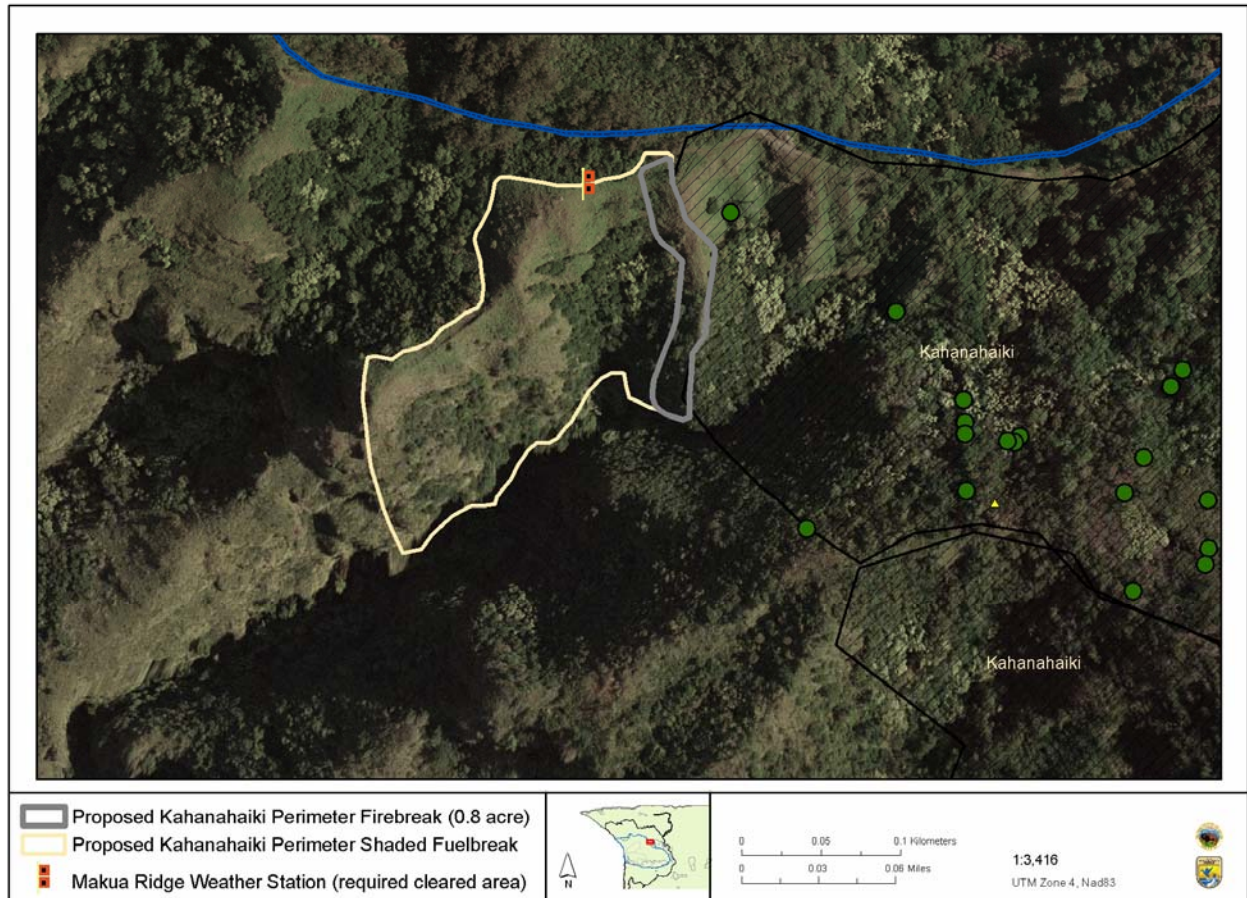 Kahanahaiki
Kahanahaiki
Proposed Kahanahaiki Perimeter Firebreak (0.8 acre)
Proposed Kahanahaiki Perimeter Shaded Fuelbreak
Makua Ridge Weather Station (required cleared area)
N
0 0.05 0.1 Kilometers
0 0.03 0.06 Miles
1:3,416
UTM Zone 4, Nad83